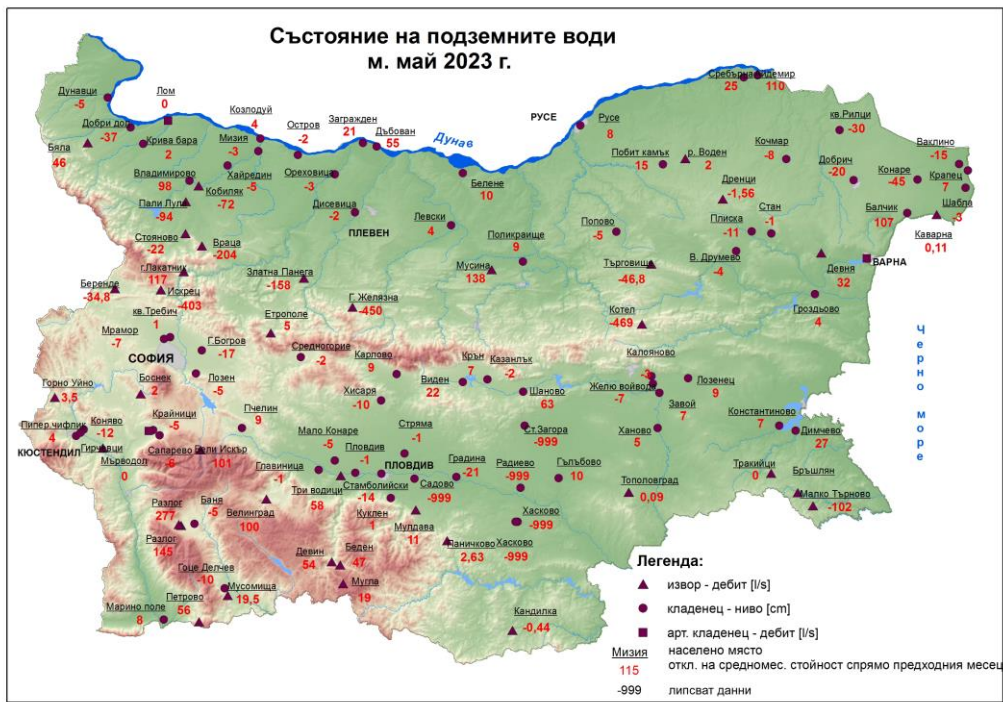 Състояние на подземните води
м. май 2023 г.
Дунавци
-5
Лом
0
Добри дол
-37
Крива бара
2
Бяла
46
Козлодуй
4
Мизия
-3
Остров
-2
Загражден
21
Дъбован
55
Дунав
РУСЕ
Русе
8
Сребърна
25
110
кв.Рилци
-30
Владимирово
98
Хайредин
-5
Кобиляк
-72
Ореховица
-3
Белене
10
Побит камък
15
р. Воден
2
Кочмар
-8
Добрич
-20
Ваклино
-15
Конаре
-45
Крапец
7
Пали Лула
-94
Дисевица
-2
ПЛЕВЕН
Левски
4
Дренци
-1,56
Стан
-1
Балчик
107
Шабла
-3
Каварна
0,11
Стояново
-22
Враца
-204
Поликраище
9
Попово
-5
Плиска
-11
ВАРНА
г.Лакатник
117
Мусина
138
Търговище
-46,8
В. Друмево
-4
Девня
32
Беренде
-34,8
Искрец
-403
Златна Панега
-158
Г. Желязна
-450
Котел
-469
Гроздьово
4
кв.Требич
1
Мрамор
-7
Етрополе
5
Г.Богров
-17
Средногорие
-2
Карлово
9
Крън
7
Казанлък
-2
Калояново
-3
СОФИЯ
Черно море
Горно Уйно
3,5
Боснек
2
Лозен
-5
Хисаря
-10
Виден
22
Шаново
63
Желю войвода
-7
Лозенец
9
Завой
7
Пипер.чифлик
4
Коняво
-12
Крайници
-5
Пчелин
9
Стряма
-1
Ст.Загора
-999
Ханово
5
Константиново
7
Димчево
27
КЮСТЕНДИЛ
Гърчавци
Мърводол
0
Сапарево
-6
Бели Искър
101
Мало Конаре
-5
Пловдив
-1
ПЛОВДИВ
Главиница
-1
Градина
-21
Радиево
-999
Гълъбово
10
Тракийци
0
Бръшлян
Три водици
58
Стамболийски
-14
Садово
-999
Тополовград
0,09
Малко Търново
-102
Разлог
277
Баня
-5
Велинград
100
Куклен
1
Мулдава
11
Хасково
-999
Разлог
145
Девин
54
Беден
47
Паничково
2,63
Хасково
-999
Гоце Делчев
-10
Мусомища
19,5
Мугла
19
Марино поле
8
Петрово
56
Кандилка
-0,44
Легенда:
извор - дебит [l/s]
кладенец - ниво [cm]
арт. кладенец - дебит [l/s]
Мизия населено място
115 откл. на средномес. стойност спрямо предходния месец
-999 липсват данни